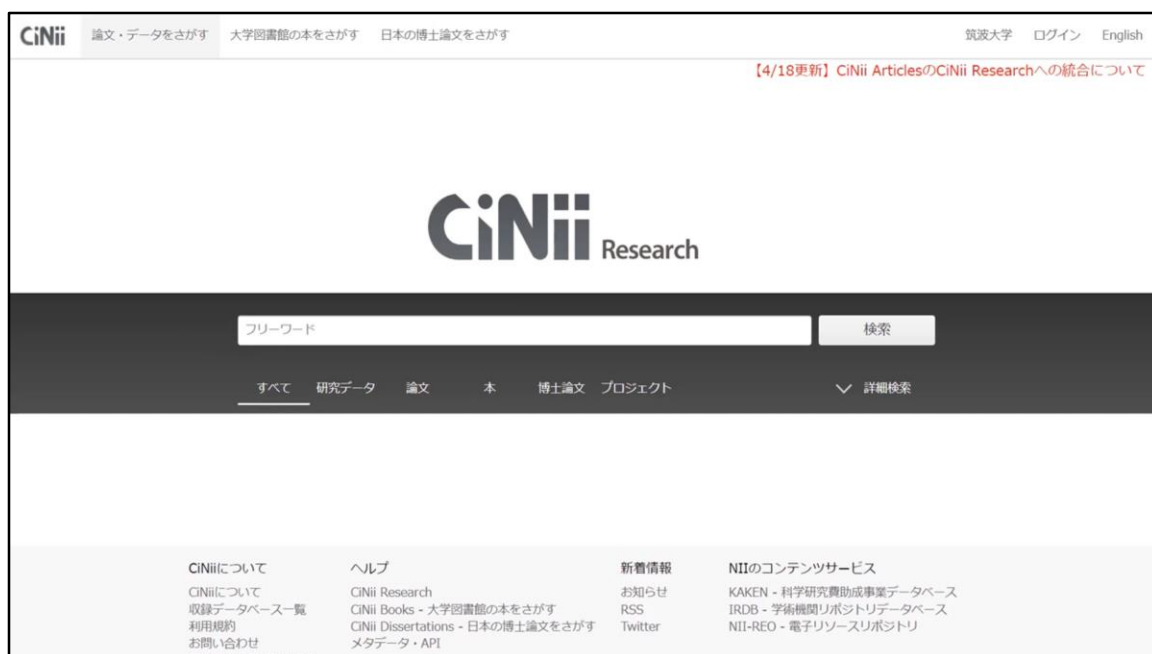 CiNii 論文・データをさがす 大学図書館の本をさがす 日本の博士論文をさがす 筑波大学 ログイン English
【4/18更新】CiNii ArticlesのCiNii Researchへの統合について
CiNii Research
フリーワード 検索
すべて 研究データ 論文 本 博士論文 プロジェクト 詳細検索
CiNiiについて ヘルプ 新着情報 NIIのコンテンツサービス
CiNiiについて CiNii Research お知らせ KAKEN - 科学研究費助成事業データベース
収録データベース一覧 CiNii Books - 大学図書館の本をさがす RSS IRDB - 学術機関リポジトリデータベース
利用規約 CiNii Dissertations - 日本の博士論文をさがす Twitter NII-REO - 電子リソースリポジトリ
お問い合わせ メタデータ・API